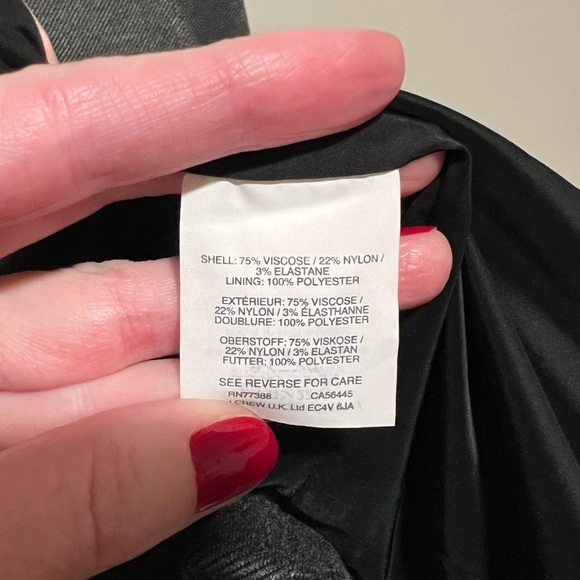 SHELL: 75% VISCOSE / 22% NYLON /
3% ELASTANE
LINING: 100% POLYESTER
EXTÉRIEUR: 75% VISCOSE /
22% NYLON / 3% ÉLASTHANNE
DOUBLURE: 100% POLYESTER
OBERSTOFF: 75% VISKOSE /
22% NYLON / 3% ELASTAN
FUTTER: 100% POLYESTER
SEE REVERSE FOR CARE
RN77388 CA56445
CREW U.K. Ltd EC4V 6JA